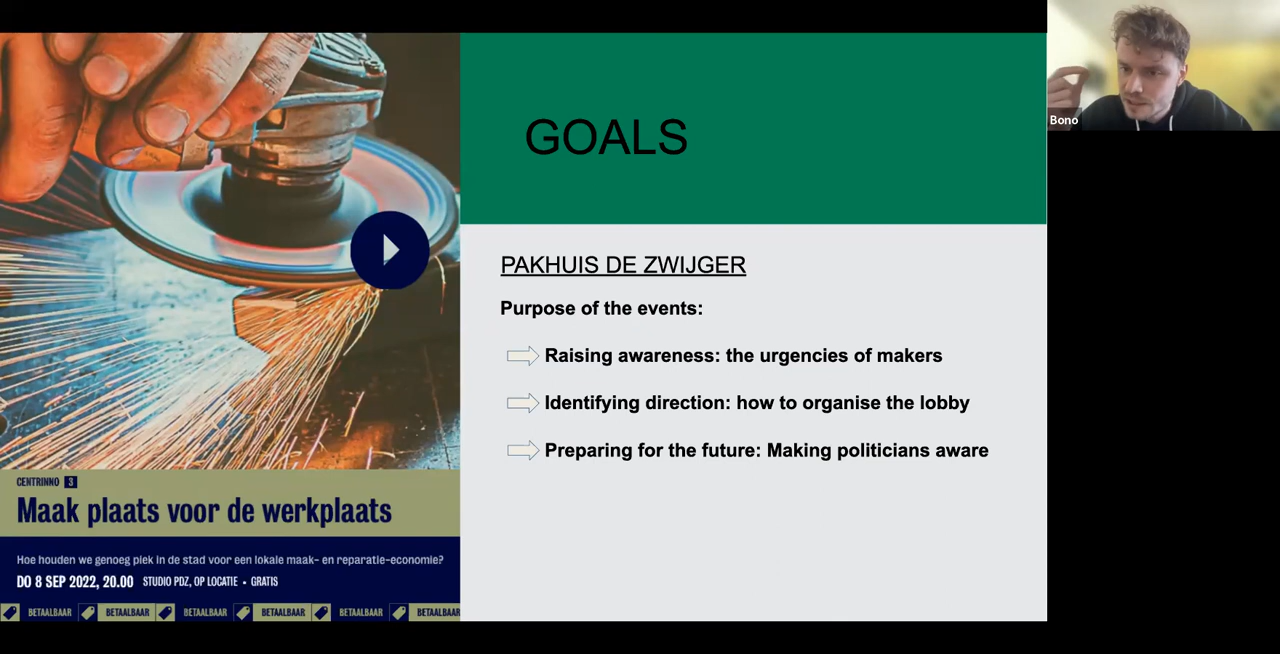 GOALS
PAKHUIS DE ZWIJGER
Purpose of the events:
Raising awareness: the urgencies of makers
Identifying direction: how to organise the lobby
Preparing for the future: Making politicians aware
CENTRINNO 3
Maak plaats voor de werkplaats
Hoe houden we genoeg plek in de stad voor een lokale maak- en reparatie-economie?
DO 8 SEP 2022, 20.00 STUDIO PDZ, OP LOCATIE • GRATIS
BETAALBAAR BETAALBAAR BETAALBAAR BETAALBAAR BETAALBAAR BETAALBAAR
Bono